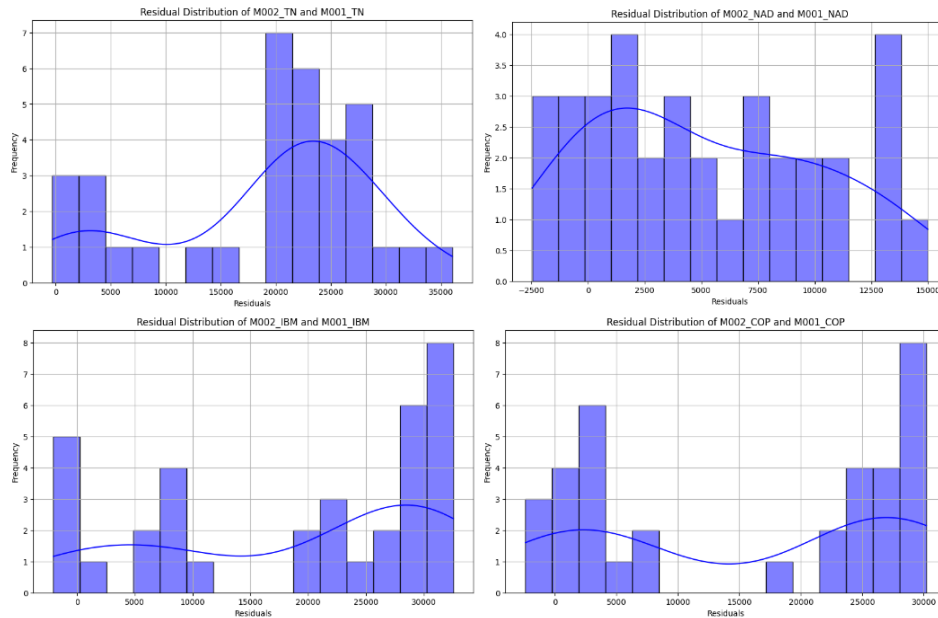 Residual Distribution of M002_TN and M001_TN
Frequency
7
6
5
4
3
2
1
0
0 5000 10000 15000 20000 25000 30000 35000
Residuals
Residual Distribution of M002_NAD and M001_NAD
Frequency
4.0
3.5
3.0
2.5
2.0
1.5
1.0
0.5
0.0
−2500 0 2500 5000 7500 10000 12500 15000
Residuals
Residual Distribution of M002_IBM and M001_IBM
Frequency
8
7
6
5
4
3
2
1
0
0 5000 10000 15000 20000 25000 30000
Residuals
Residual Distribution of M002_COP and M001_COP
Frequency
8
7
6
5
4
3
2
1
0
0 5000 10000 15000 20000 25000 30000
Residuals